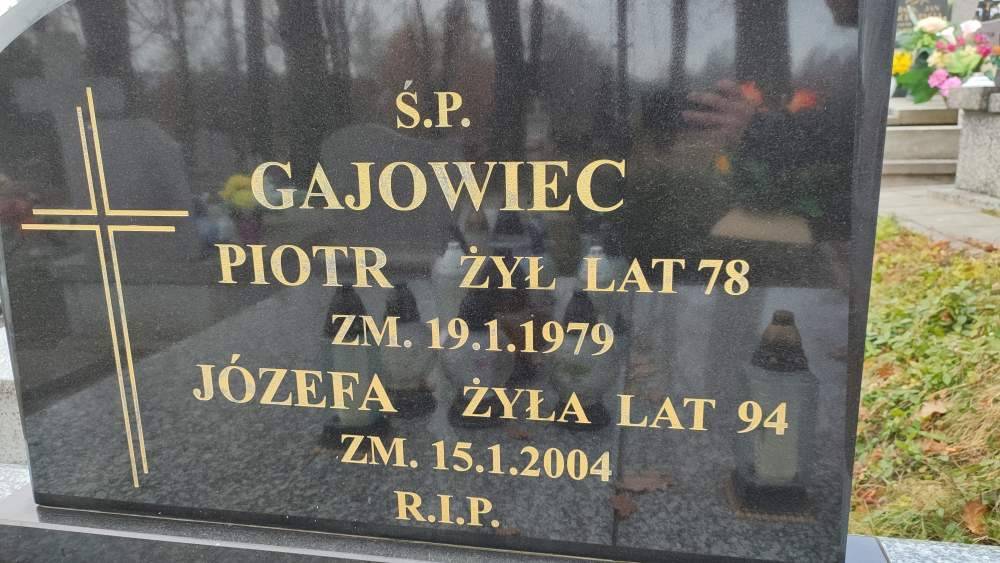 Ś.P.
GAJOWIEC
PIOTR ŻYŁ LAT 78
ZM. 19.1.1979
JÓZEFA ŻYŁA LAT 94
ZM. 15.1.2004
R.I.P.